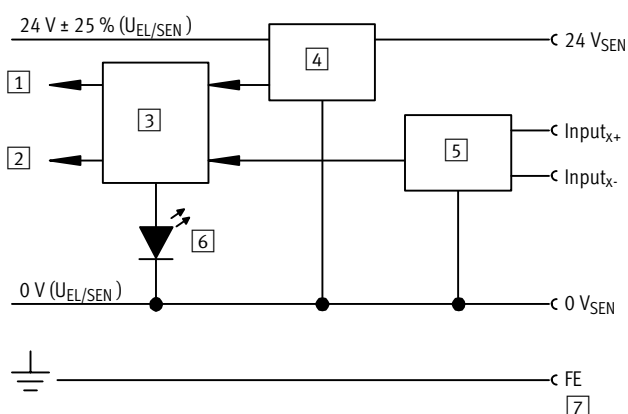 24 V ± 25 % (U_EL/SEN)
4
24 V_SEN
1
3
5
Input_x+
2
Input_x-
6
0 V (U_EL/SEN)
0 V_SEN
FE
7